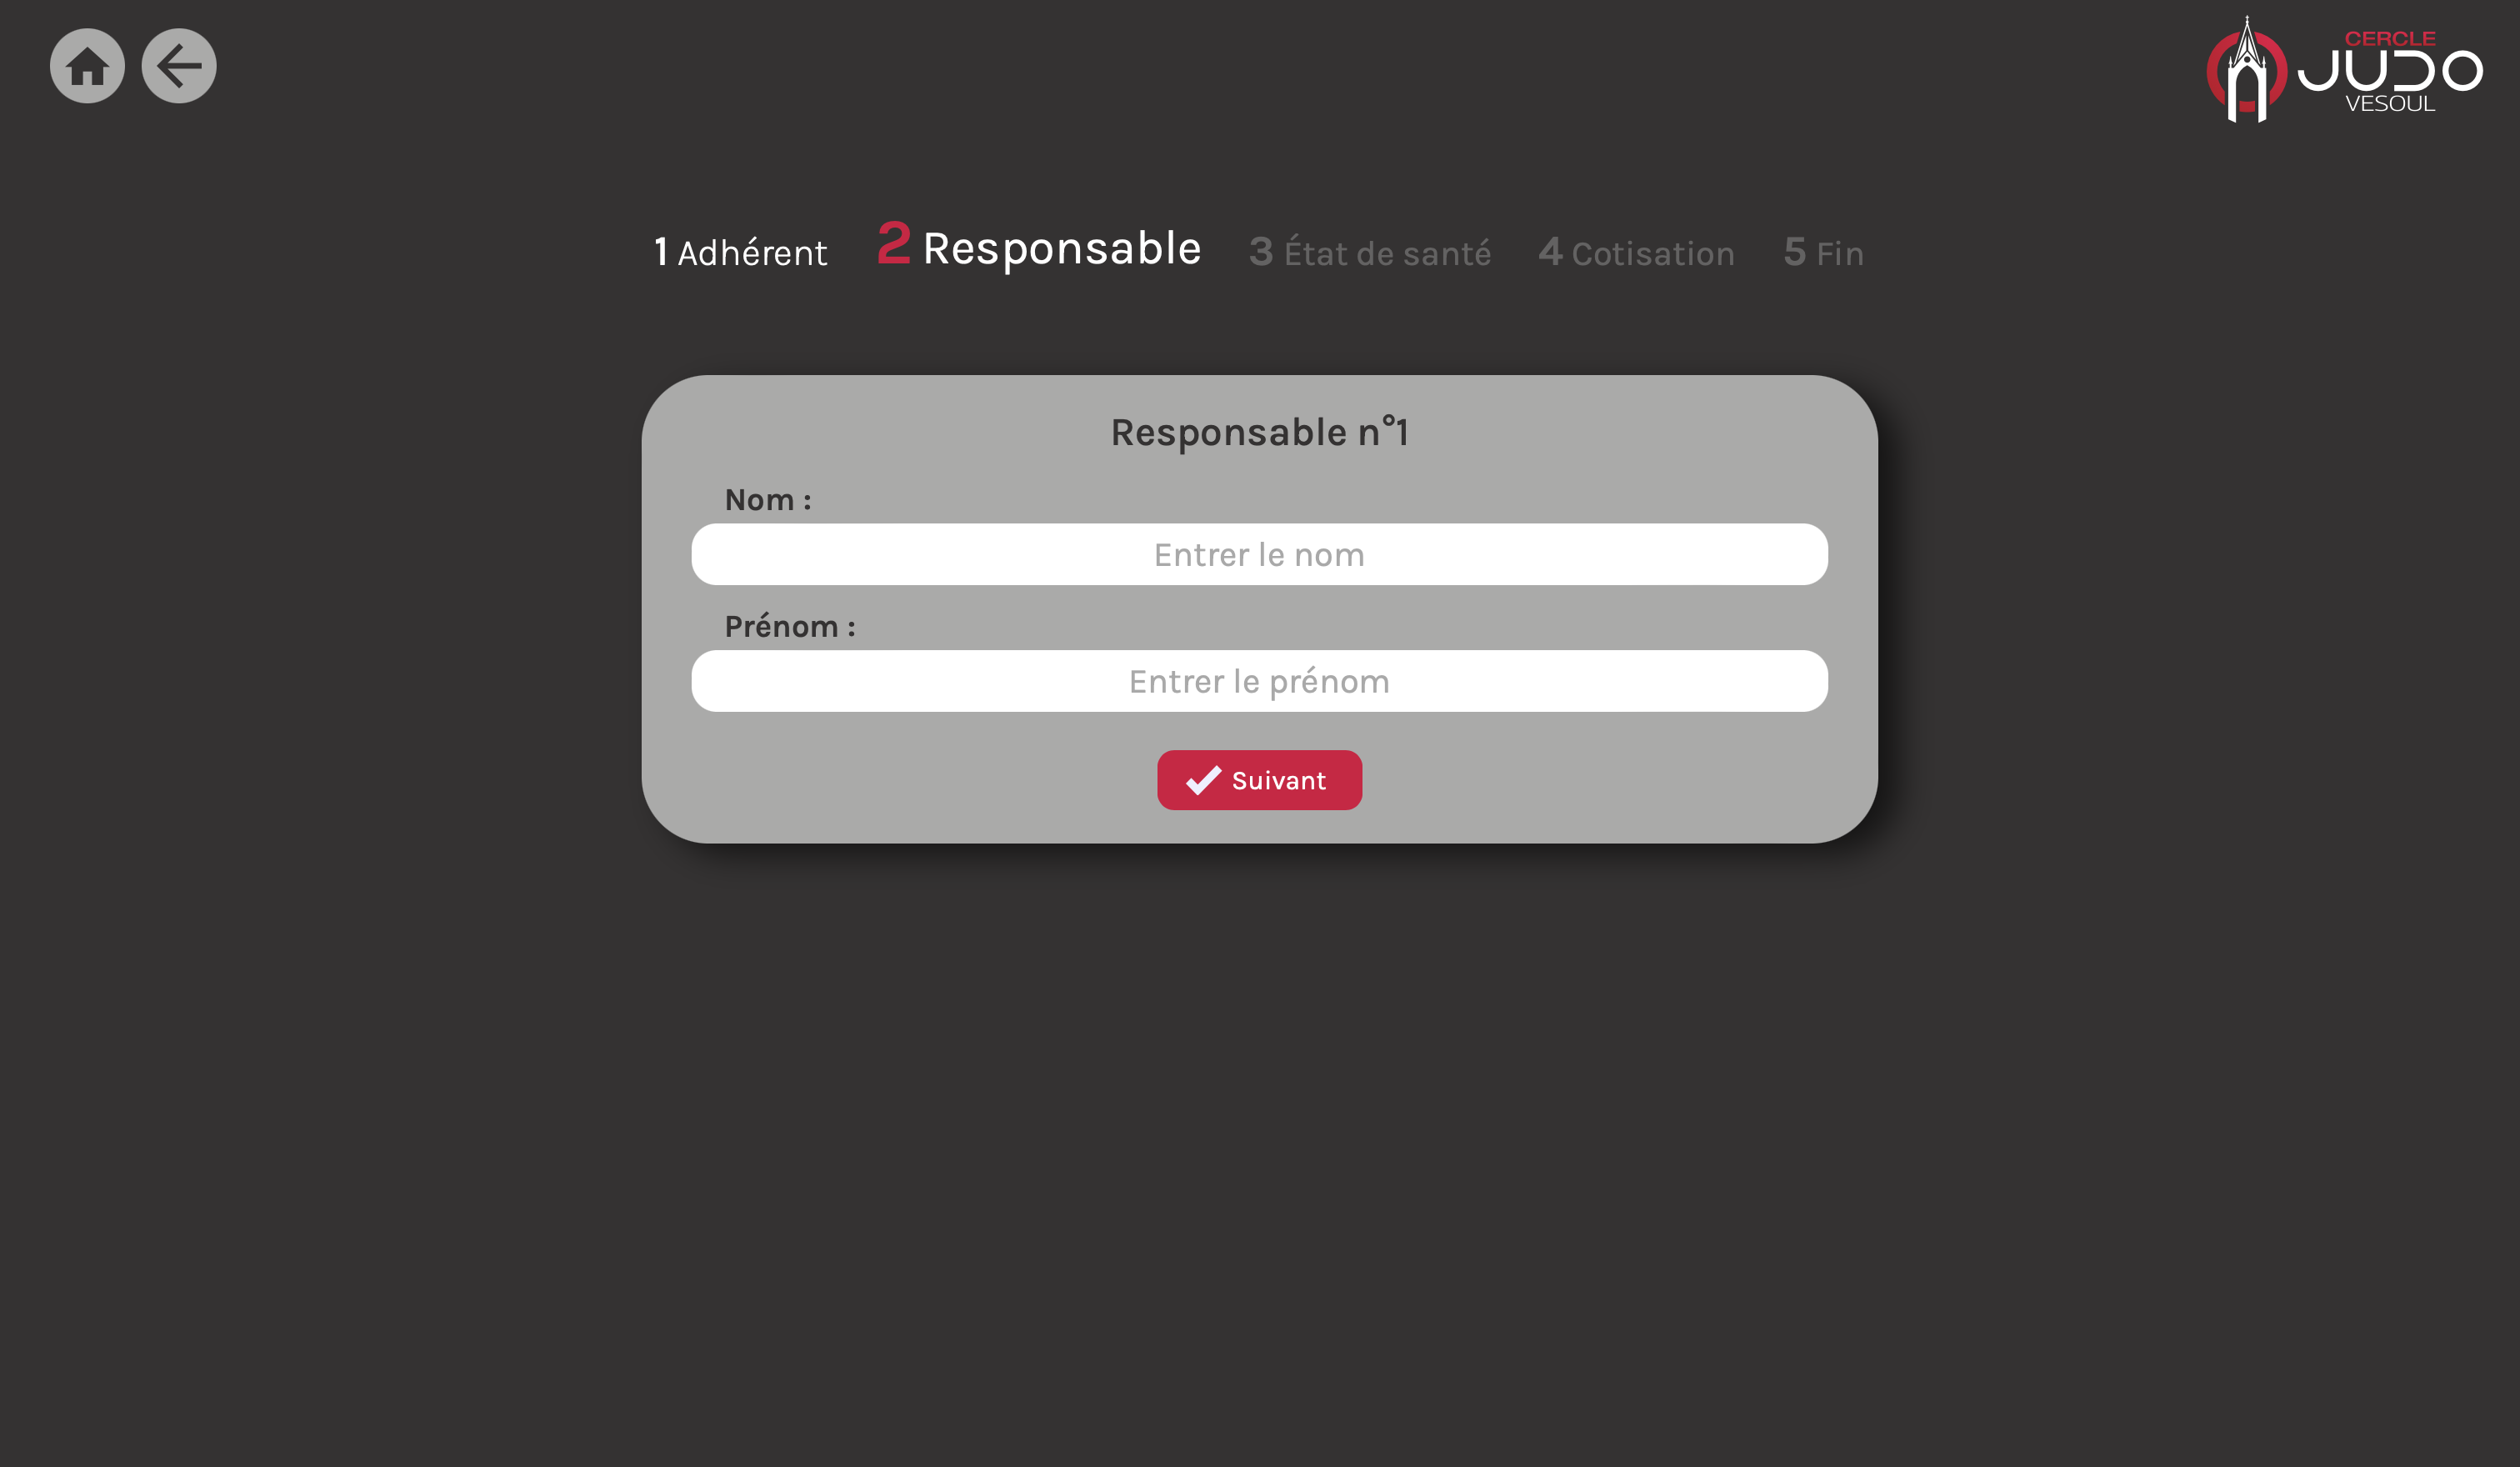 CERCLE
JUDO
VESOUL
1 Adhérent 2 Responsable 3 État de santé 4 Cotisation 5 Fin
Responsable n°1
Nom :
Entrer le nom
Prénom :
Entrer le prénom
Suivant